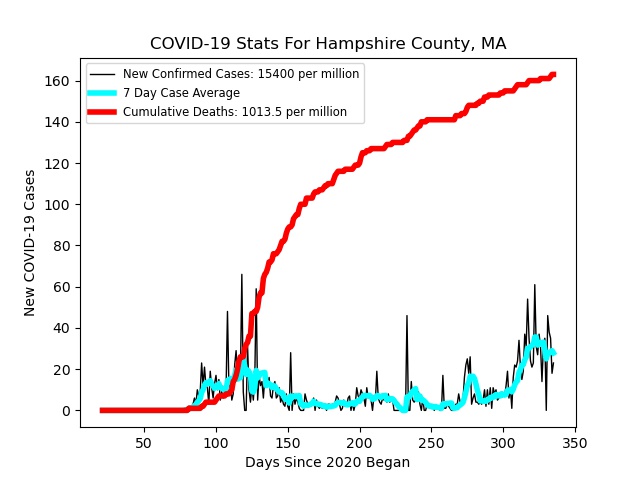 COVID-19 Stats For Hampshire County, MA
New Confirmed Cases: 15400 per million
7 Day Case Average
Cumulative Deaths: 1013.5 per million
New COVID-19 Cases
160
140
120
100
80
60
40
20
0
50
100
150
200
250
300
350
Days Since 2020 Began